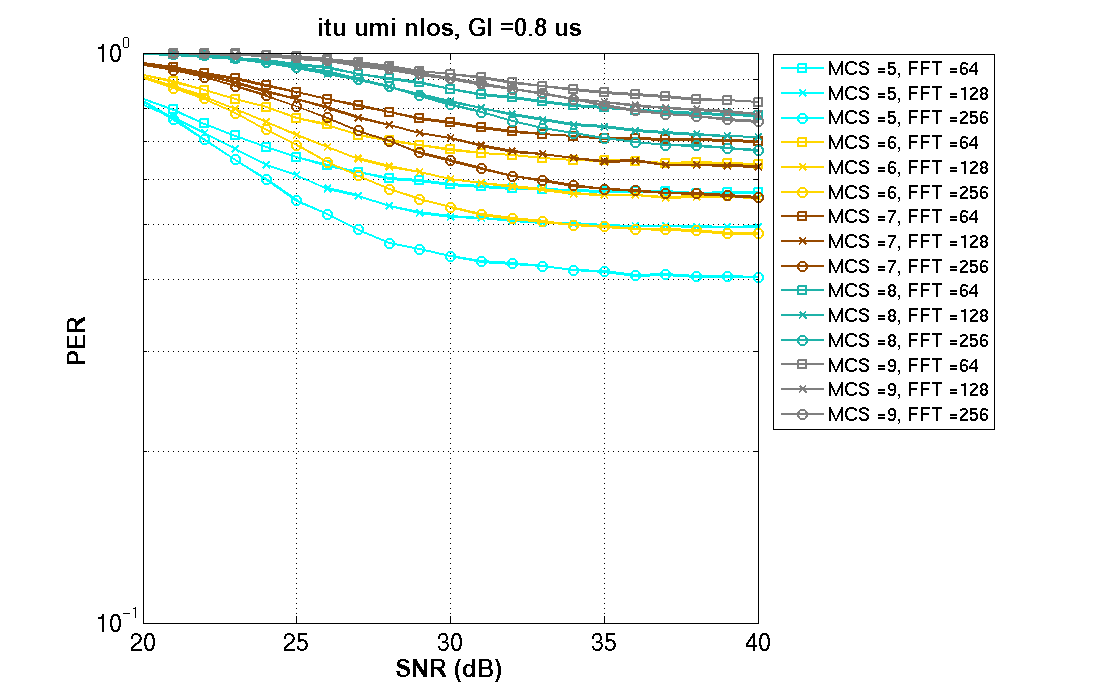 itu umi nlos, GI =0.8 us
10^0
10^-1
PER
20 25 30 35 40
SNR (dB)
MCS =5, FFT =64
MCS =5, FFT =128
MCS =5, FFT =256
MCS =6, FFT =64
MCS =6, FFT =128
MCS =6, FFT =256
MCS =7, FFT =64
MCS =7, FFT =128
MCS =7, FFT =256
MCS =8, FFT =64
MCS =8, FFT =128
MCS =8, FFT =256
MCS =9, FFT =64
MCS =9, FFT =128
MCS =9, FFT =256